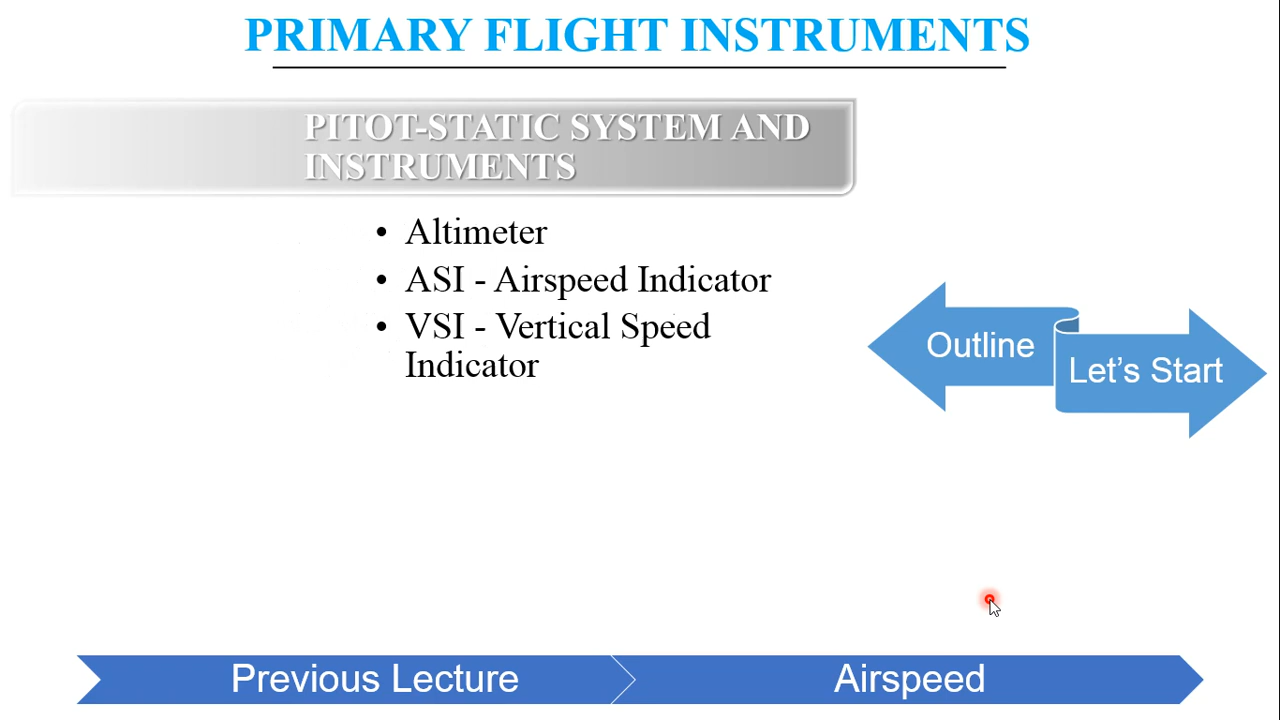 PRIMARY FLIGHT INSTRUMENTS
PITOT-STATIC SYSTEM AND
INSTRUMENTS
• Altimeter
• ASI - Airspeed Indicator
• VSI - Vertical Speed
Indicator
Outline
Let’s Start
Previous Lecture
Airspeed